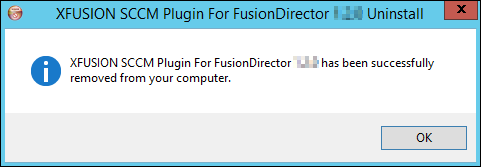 XFUSION SCCM Plugin For FusionDirector Uninstall
XFUSION SCCM Plugin For FusionDirector has been successfully
removed from your computer.
OK